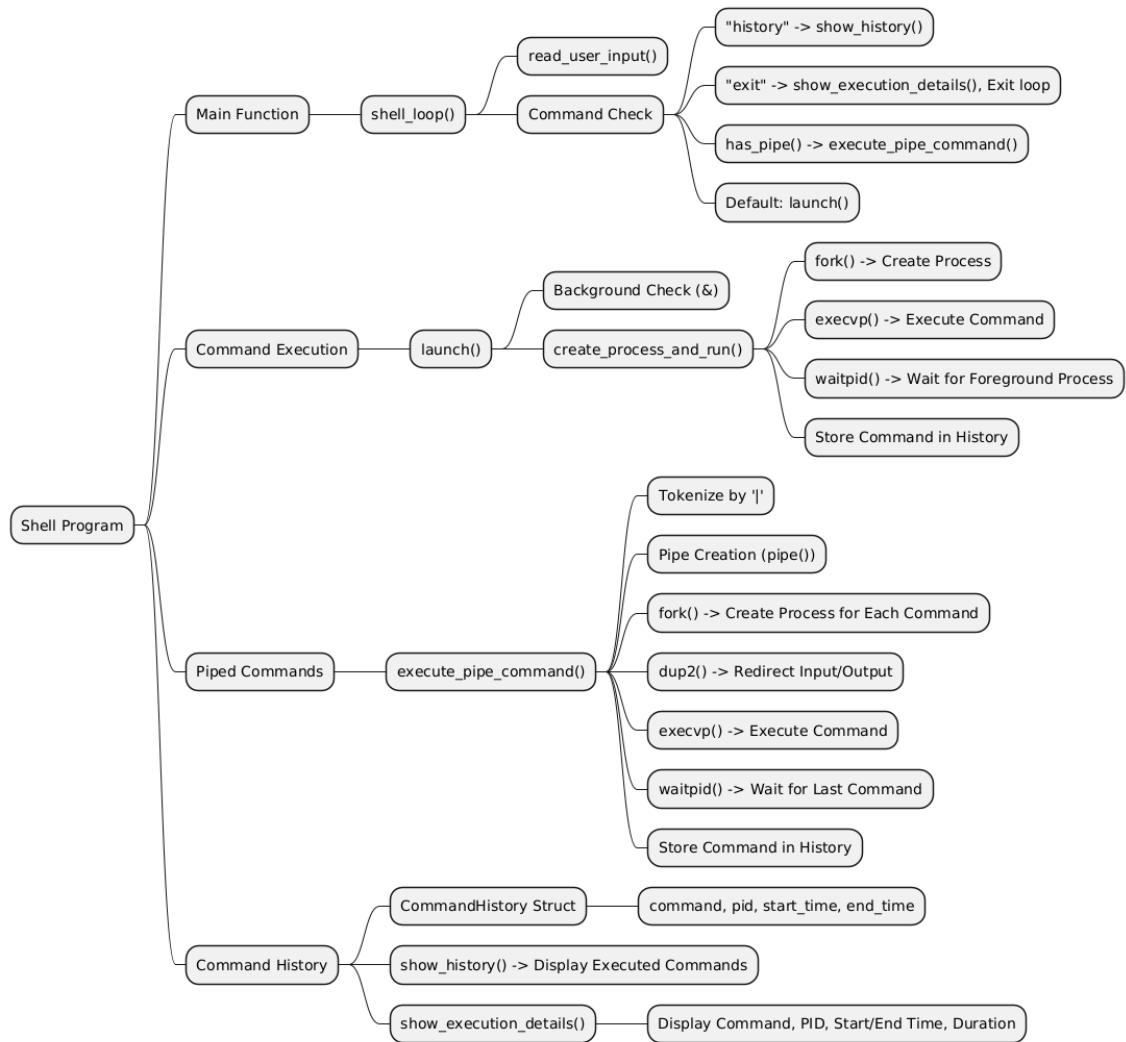 Shell Program
Main Function
shell_loop()
read_user_input()
Command Check
"history" -> show_history()
"exit" -> show_execution_details(), Exit loop
has_pipe() -> execute_pipe_command()
Default: launch()
Command Execution
launch()
Background Check (&)
create_process_and_run()
fork() -> Create Process
execvp() -> Execute Command
waitpid() -> Wait for Foreground Process
Store Command in History
Piped Commands
execute_pipe_command()
Tokenize by '|'
Pipe Creation (pipe())
fork() -> Create Process for Each Command
dup2() -> Redirect Input/Output
execvp() -> Execute Command
waitpid() -> Wait for Last Command
Store Command in History
Command History
CommandHistory Struct
command, pid, start_time, end_time
show_history() -> Display Executed Commands
show_execution_details()
Display Command, PID, Start/End Time, Duration